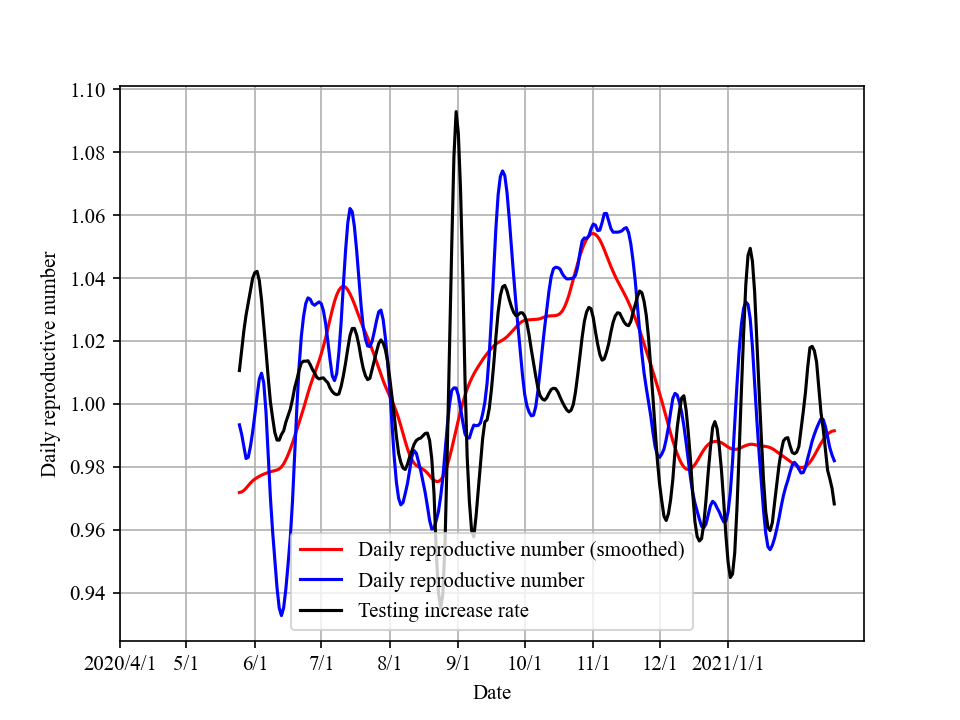 1.10
1.08
1.06
1.04
1.02
1.00
0.98
0.96
0.94
Daily reproductive number
Daily reproductive number (smoothed)
Daily reproductive number
Testing increase rate
2020/4/1 5/1 6/1 7/1 8/1 9/1 10/1 11/1 12/1 2021/1/1
Date